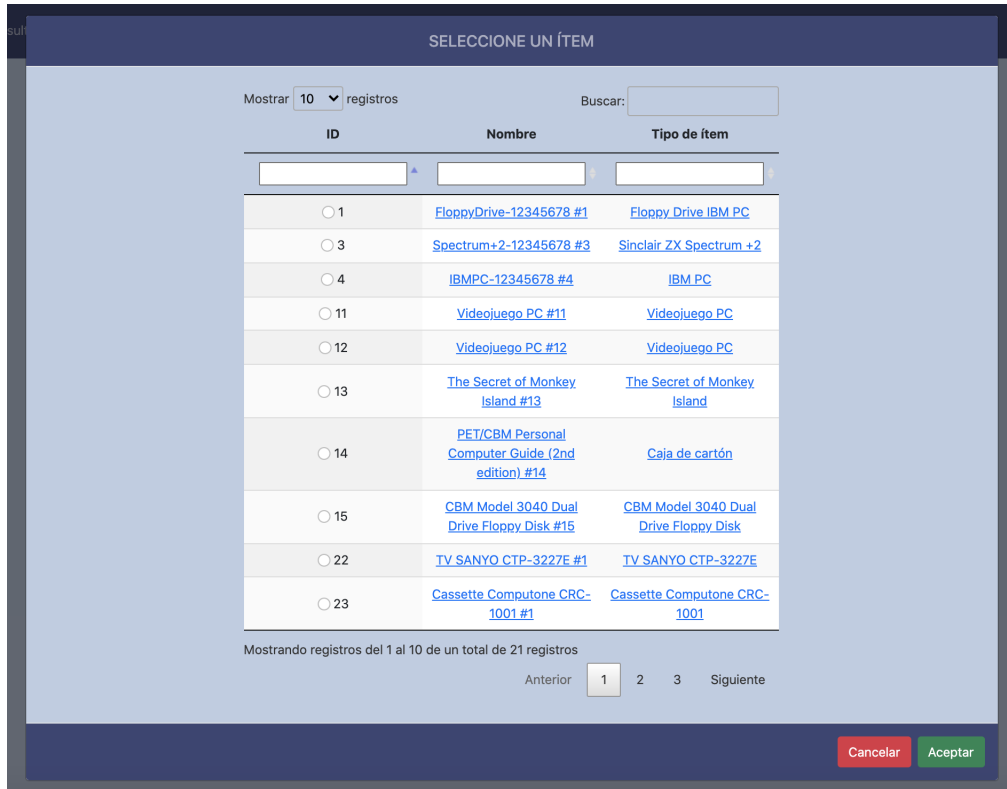 sult
SELECCIONE UN ÍTEM
Mostrar 10 registros
Buscar:
ID Nombre Tipo de ítem
1 FloppyDrive-12345678 #1 Floppy Drive IBM PC
3 Spectrum+2-12345678 #3 Sinclair ZX Spectrum +2
4 IBMPC-12345678 #4 IBM PC
11 Videojuego PC #11 Videojuego PC
12 Videojuego PC #12 Videojuego PC
13 The Secret of Monkey
Island #13
The Secret of Monkey
Island
14 PET/CBM Personal
Computer Guide (2nd
edition) #14
Caja de cartón
15 CBM Model 3040 Dual
Drive Floppy Disk #15
CBM Model 3040 Dual
Drive Floppy Disk
22 TV SANYO CTP-3227E #1 TV SANYO CTP-3227E
23 Cassette Computone CRC-
1001 #1
Cassette Computone CRC-
1001
Mostrando registros del 1 al 10 de un total de 21 registros
Anterior 1 2 3 Siguiente
Cancelar Aceptar